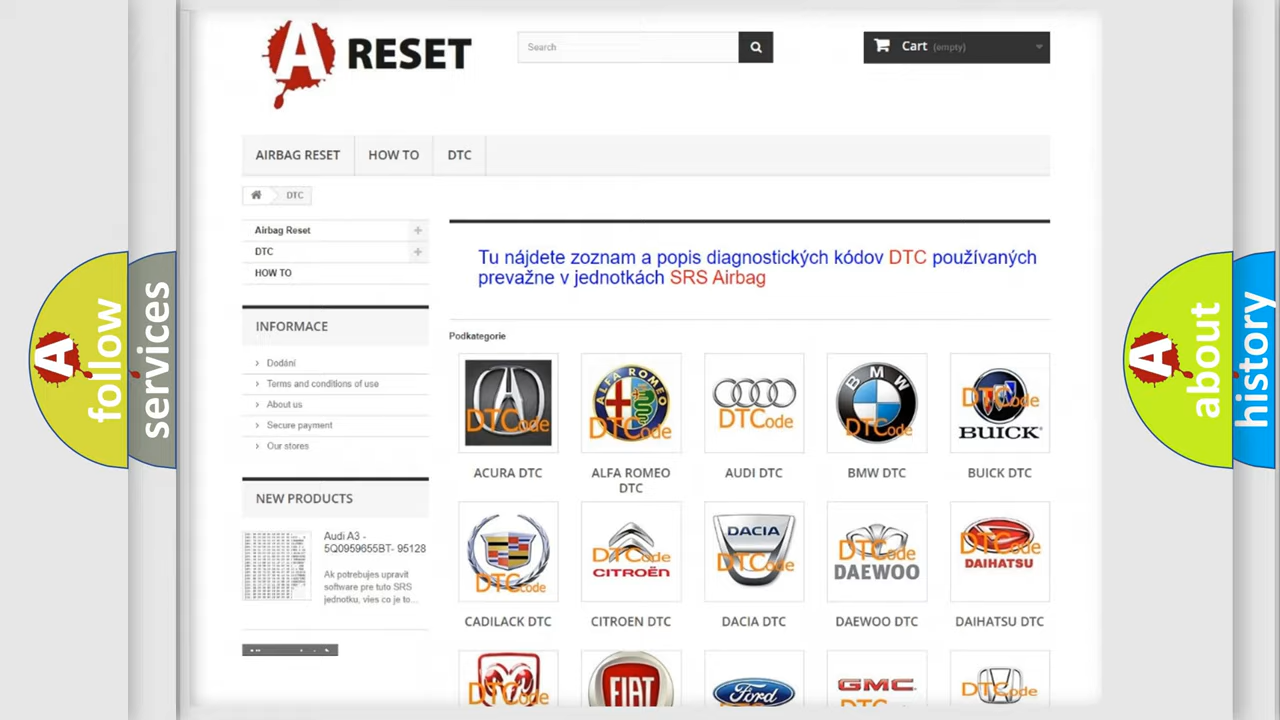 A RESET
Search
Cart (empty)
AIRBAG RESET
HOW TO
DTC
DTC
Airbag Reset
DTC
HOW TO
INFORMACE
Dodání
Terms and conditions of use
About us
Secure payment
Our stores
NEW PRODUCTS
Audi A3 -
5Q0959655BT- 95128
Ak potrebujes upravit
software pre tuto SRS
jednotku, vies co je to...
Tu nájdete zoznam a popis diagnostických kódov DTC používaných
prevažne v jednotkách SRS Airbag
Podkategorie
DTCode
ALFA ROMEO
DTCode
DTCode
BMW
DTCode
DTCode
BUICK
ACURA DTC
ALFA ROMEO
DTC
AUDI DTC
BMW DTC
BUICK DTC
DTCode
DTCode
CITROËN
DACIA
DTCode
DTCode
DAEWOO
DTCode
DAIHATSU
CADILACK DTC
CITROEN DTC
DACIA DTC
DAEWOO DTC
DAIHATSU DTC
DTCode
FIAT
Ford
GMC
DTCode
A
follow
services
A
about
history